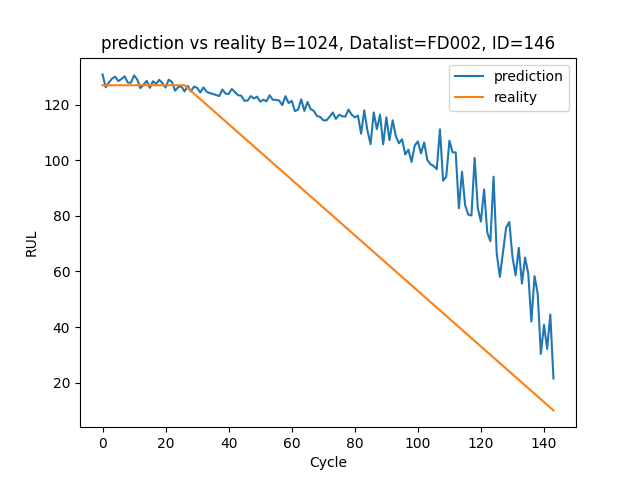 prediction vs reality B=1024, Datalist=FD002, ID=146
prediction
reality
RUL
120
100
80
60
40
20
0 20 40 60 80 100 120 140
Cycle